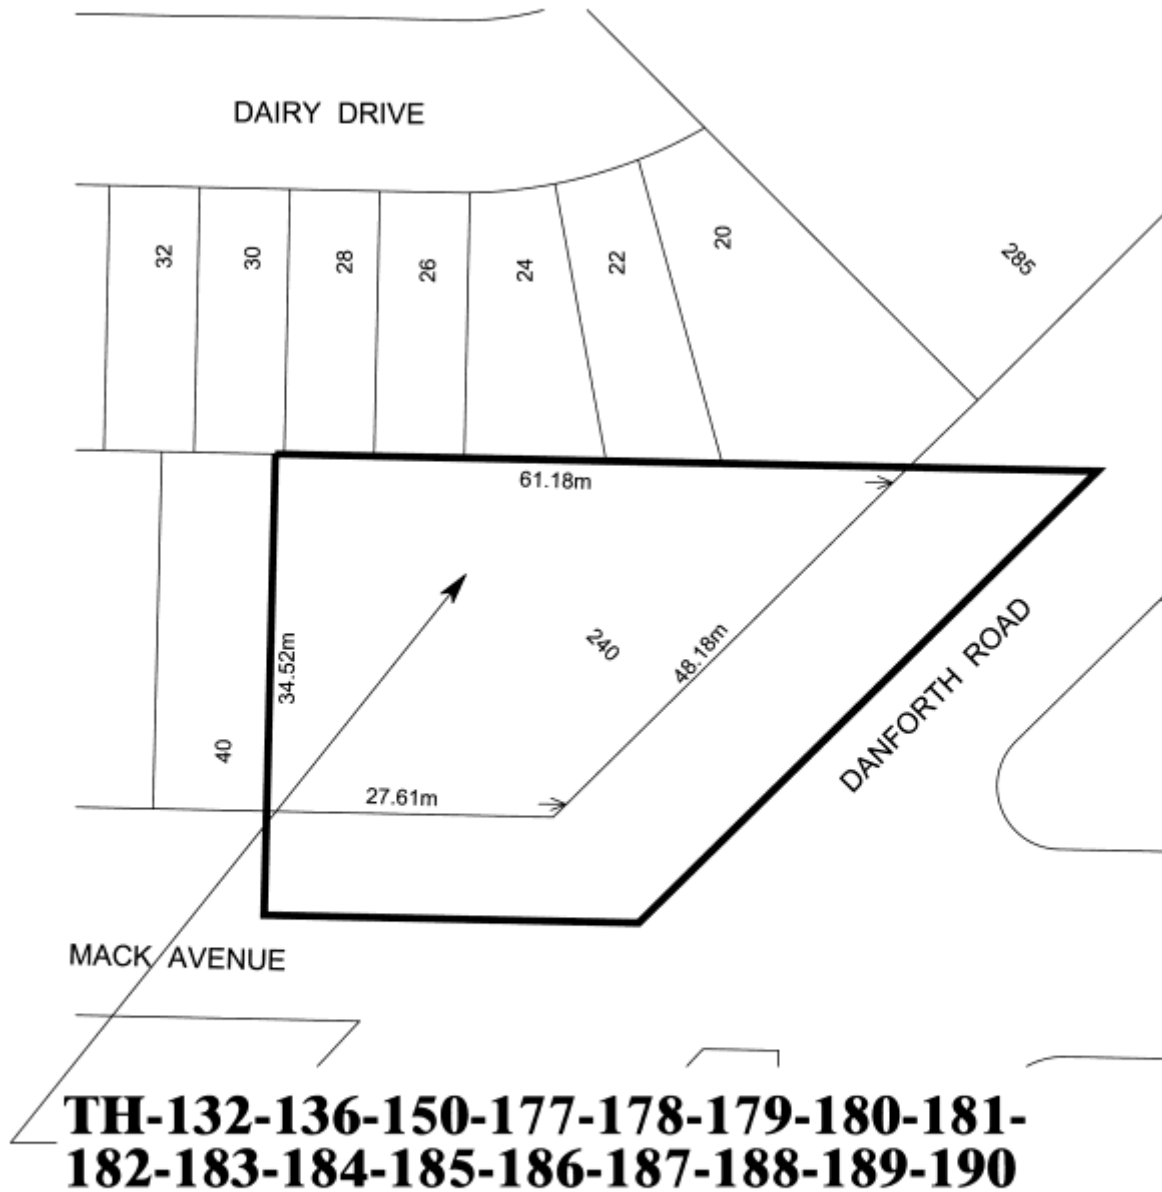 DAIRY DRIVE
32
30
28
26
24
22
20
285
61.18m
34.52m
240
48.18m
DANFORTH ROAD
40
27.61m
MACK AVENUE
TH-132-136-150-177-178-179-180-181-
182-183-184-185-186-187-188-189-190